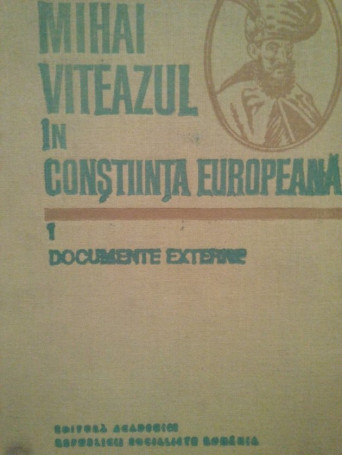 MIHAI
VITEAZUL
ÎN
CONȘTIINȚA EUROPEANĂ
1
DOCUMENTE EXTERNE
EDITURA ACADEMIEI
REPUBLICII SOCIALISTE ROMÂNIA